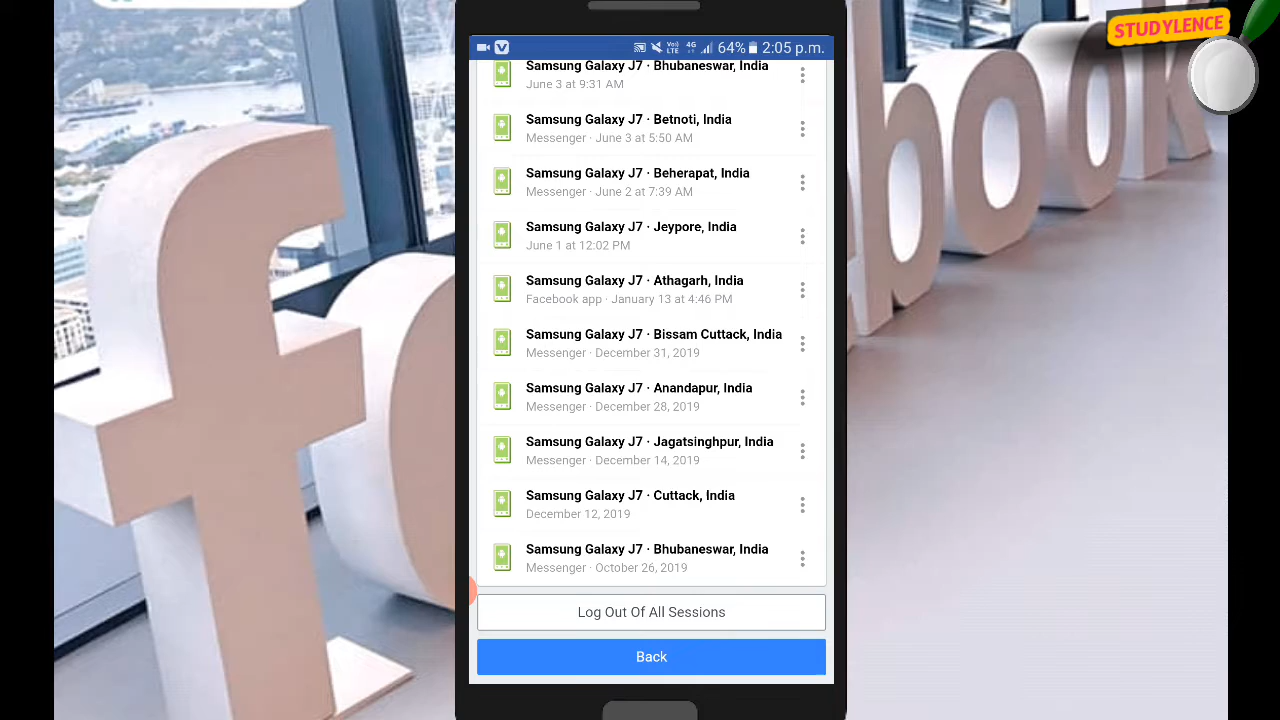 STUDYLENCE
64% 2:05 p.m.
Samsung Galaxy J7 · Bhubaneswar, India
June 3 at 9:31 AM
Samsung Galaxy J7 · Betnoti, India
Messenger · June 3 at 5:50 AM
Samsung Galaxy J7 · Beherapat, India
Messenger · June 2 at 7:39 AM
Samsung Galaxy J7 · Jeypore, India
June 1 at 12:02 PM
Samsung Galaxy J7 · Athagarh, India
Facebook app · January 13 at 4:46 PM
Samsung Galaxy J7 · Bissam Cuttack, India
Messenger · December 31, 2019
Samsung Galaxy J7 · Anandapur, India
Messenger · December 28, 2019
Samsung Galaxy J7 · Jagatsinghpur, India
Messenger · December 14, 2019
Samsung Galaxy J7 · Cuttack, India
December 12, 2019
Samsung Galaxy J7 · Bhubaneswar, India
Messenger · October 26, 2019
Log Out Of All Sessions
Back
f
book